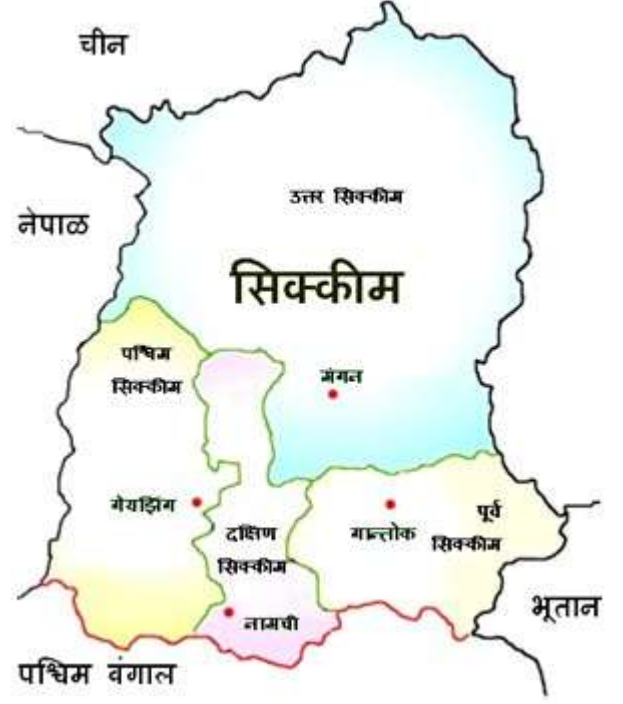 चीन
उत्तर सिक्कीम
नेपाळ
सिक्कीम
पश्चिम
सिक्कीम
मंगन
गेयझिंग
पूर्व
सिक्कीम
गान्तोक
दक्षिण
सिक्कीम
भूतान
नामची
पश्चिम बंगाल